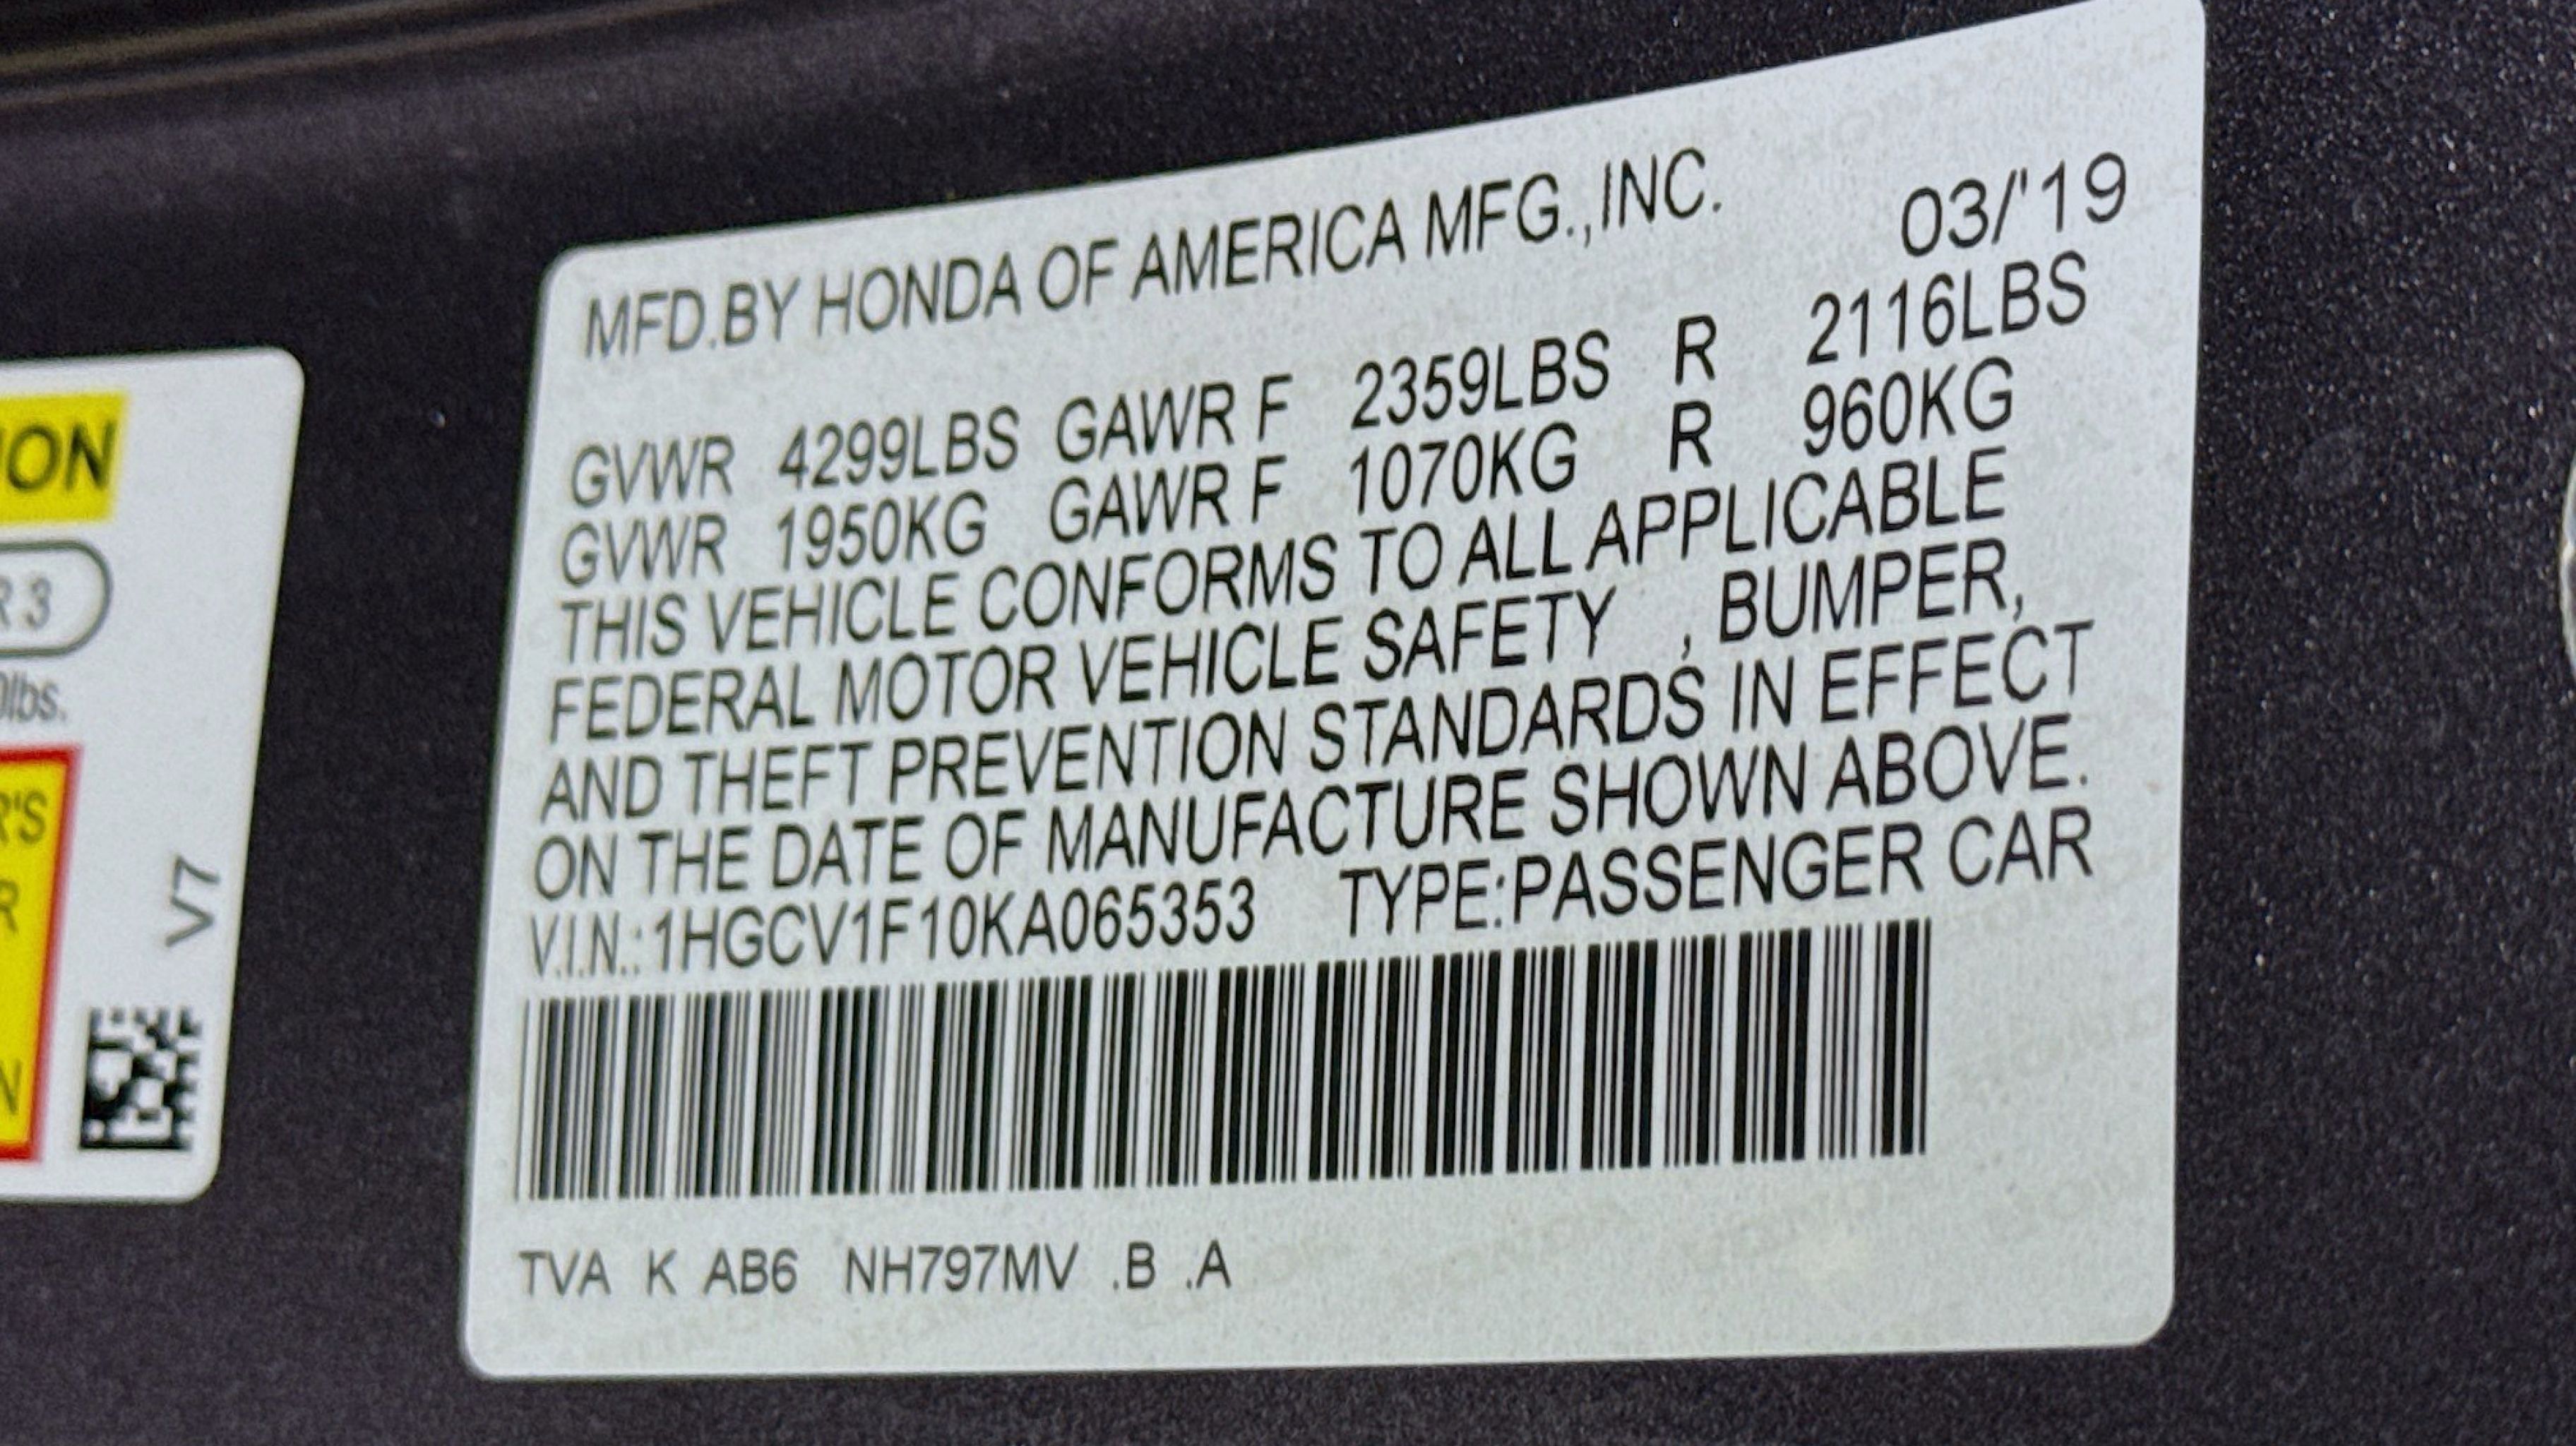 MFD.BY HONDA OF AMERICA MFG.,INC.
03/'19
GVWR 4299LBS GAWR F 2359LBS R 2116LBS
GVWR 1950KG GAWR F 1070KG R 960KG
THIS VEHICLE CONFORMS TO ALL APPLICABLE
FEDERAL MOTOR VEHICLE SAFETY , BUMPER,
AND THEFT PREVENTION STANDARDS IN EFFECT
ON THE DATE OF MANUFACTURE SHOWN ABOVE.
V.I.N.:1HGCV1F10KA065353 TYPE:PASSENGER CAR
TVA K AB6 NH797MV .B .A
ION
R 3
0lbs.
R'S
R
N
V7